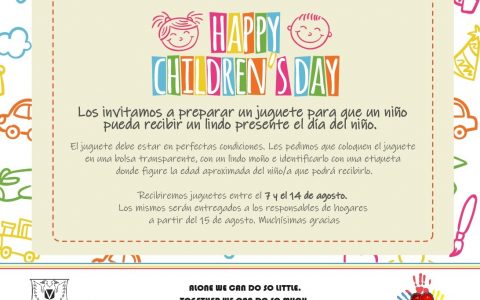 HAPPY
CHILDREN'S DAY
Los invitamos a preparar un juguete para que un niño
pueda recibir un lindo presente el día del niño.
El juguete debe estar en perfectas condiciones. Les pedimos que coloquen el juguete
en una bolsa transparente, con un lindo moño e identificarlo con una etiqueta
donde figure la edad aproximada del niño/a que podrá recibirlo.
Recibiremos juguetes entre el 7 y el 14 de agosto.
Los mismos serán entregados a los responsables de hogares
a partir del 15 de agosto. Muchísimas gracias
ALONE WE CAN DO SO LITTLE.
TOGETHER WE CAN DO SO MUCH